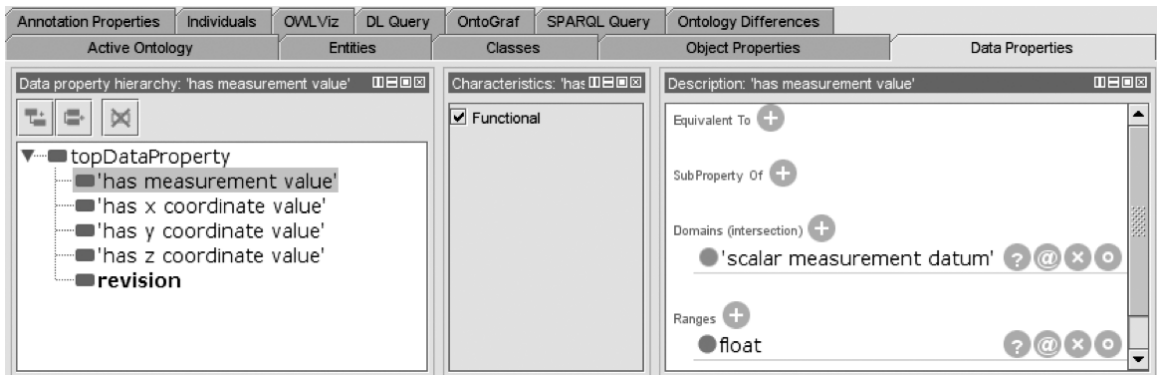 Annotation Properties Individuals OWLViz DL Query OntoGraf SPARQL Query Ontology Differences
Active Ontology Entities Classes Object Properties Data Properties
Data property hierarchy: 'has measurement value'
topDataProperty
'has measurement value'
'has x coordinate value'
'has y coordinate value'
'has z coordinate value'
revision
Characteristics: 'has
Functional
Description: 'has measurement value'
Equivalent To
SubProperty Of
Domains (intersection)
'scalar measurement datum'
Ranges
float